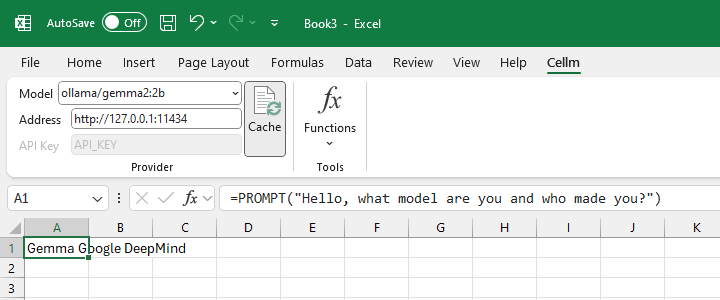 AutoSave Off Book3 - Excel
File Home Insert Page Layout Formulas Data Review View Help Cellm
Model ollama/gemma2:2b
Address http://127.0.0.1:11434
API Key API_KEY
Provider
Cache
fx
Functions
Tools
A1 fx =PROMPT("Hello, what model are you and who made you?")
A B C D E F G H I J K
1 Gemma Google DeepMind
2
3